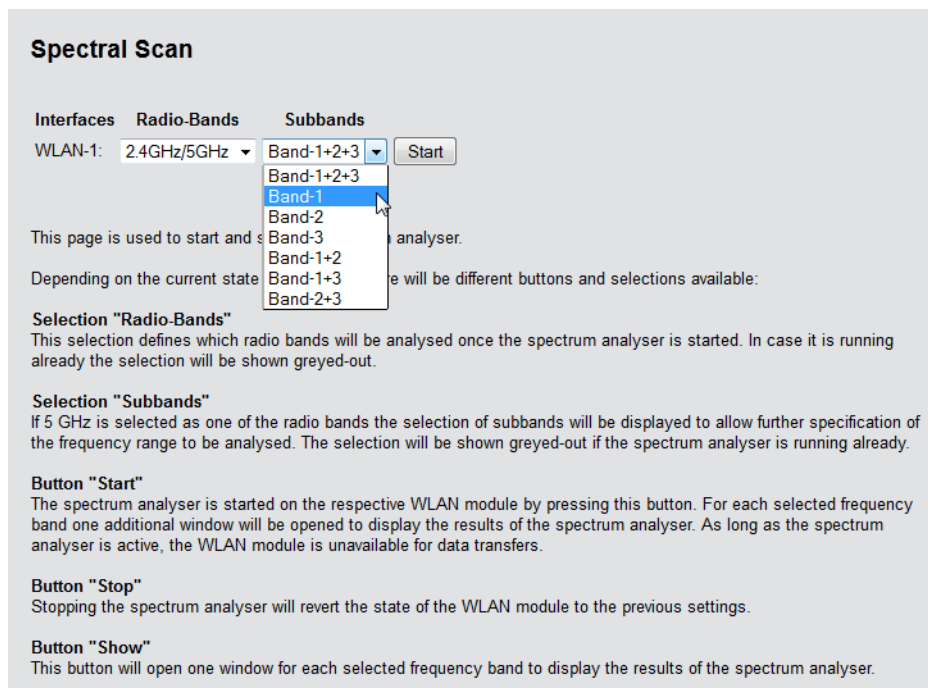 Spectral Scan
Interfaces Radio-Bands Subbands
WLAN-1: 2.4GHz/5GHz Band-1+2+3 Start
Band-1+2+3
Band-1
Band-2
This page is used to start and s Band-3 analyser.
Band-1+2
Depending on the current state Band-1+3 re will be different buttons and selections available:
Band-2+3
Selection "Radio-Bands"
This selection defines which radio bands will be analysed once the spectrum analyser is started. In case it is running
already the selection will be shown greyed-out.
Selection "Subbands"
If 5 GHz is selected as one of the radio bands the selection of subbands will be displayed to allow further specification of
the frequency range to be analysed. The selection will be shown greyed-out if the spectrum analyser is running already.
Button "Start"
The spectrum analyser is started on the respective WLAN module by pressing this button. For each selected frequency
band one additional window will be opened to display the results of the spectrum analyser. As long as the spectrum
analyser is active, the WLAN module is unavailable for data transfers.
Button "Stop"
Stopping the spectrum analyser will revert the state of the WLAN module to the previous settings.
Button "Show"
This button will open one window for each selected frequency band to display the results of the spectrum analyser.